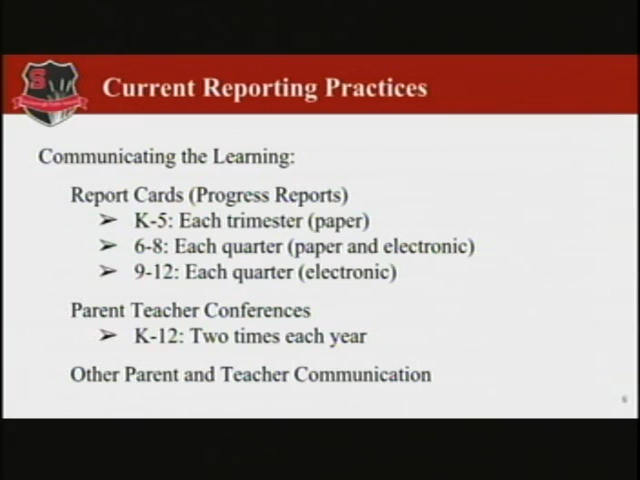 S
Current Reporting Practices
Communicating the Learning:
Report Cards (Progress Reports)
➢ K-5: Each trimester (paper)
➢ 6-8: Each quarter (paper and electronic)
➢ 9-12: Each quarter (electronic)
Parent Teacher Conferences
➢ K-12: Two times each year
Other Parent and Teacher Communication
6